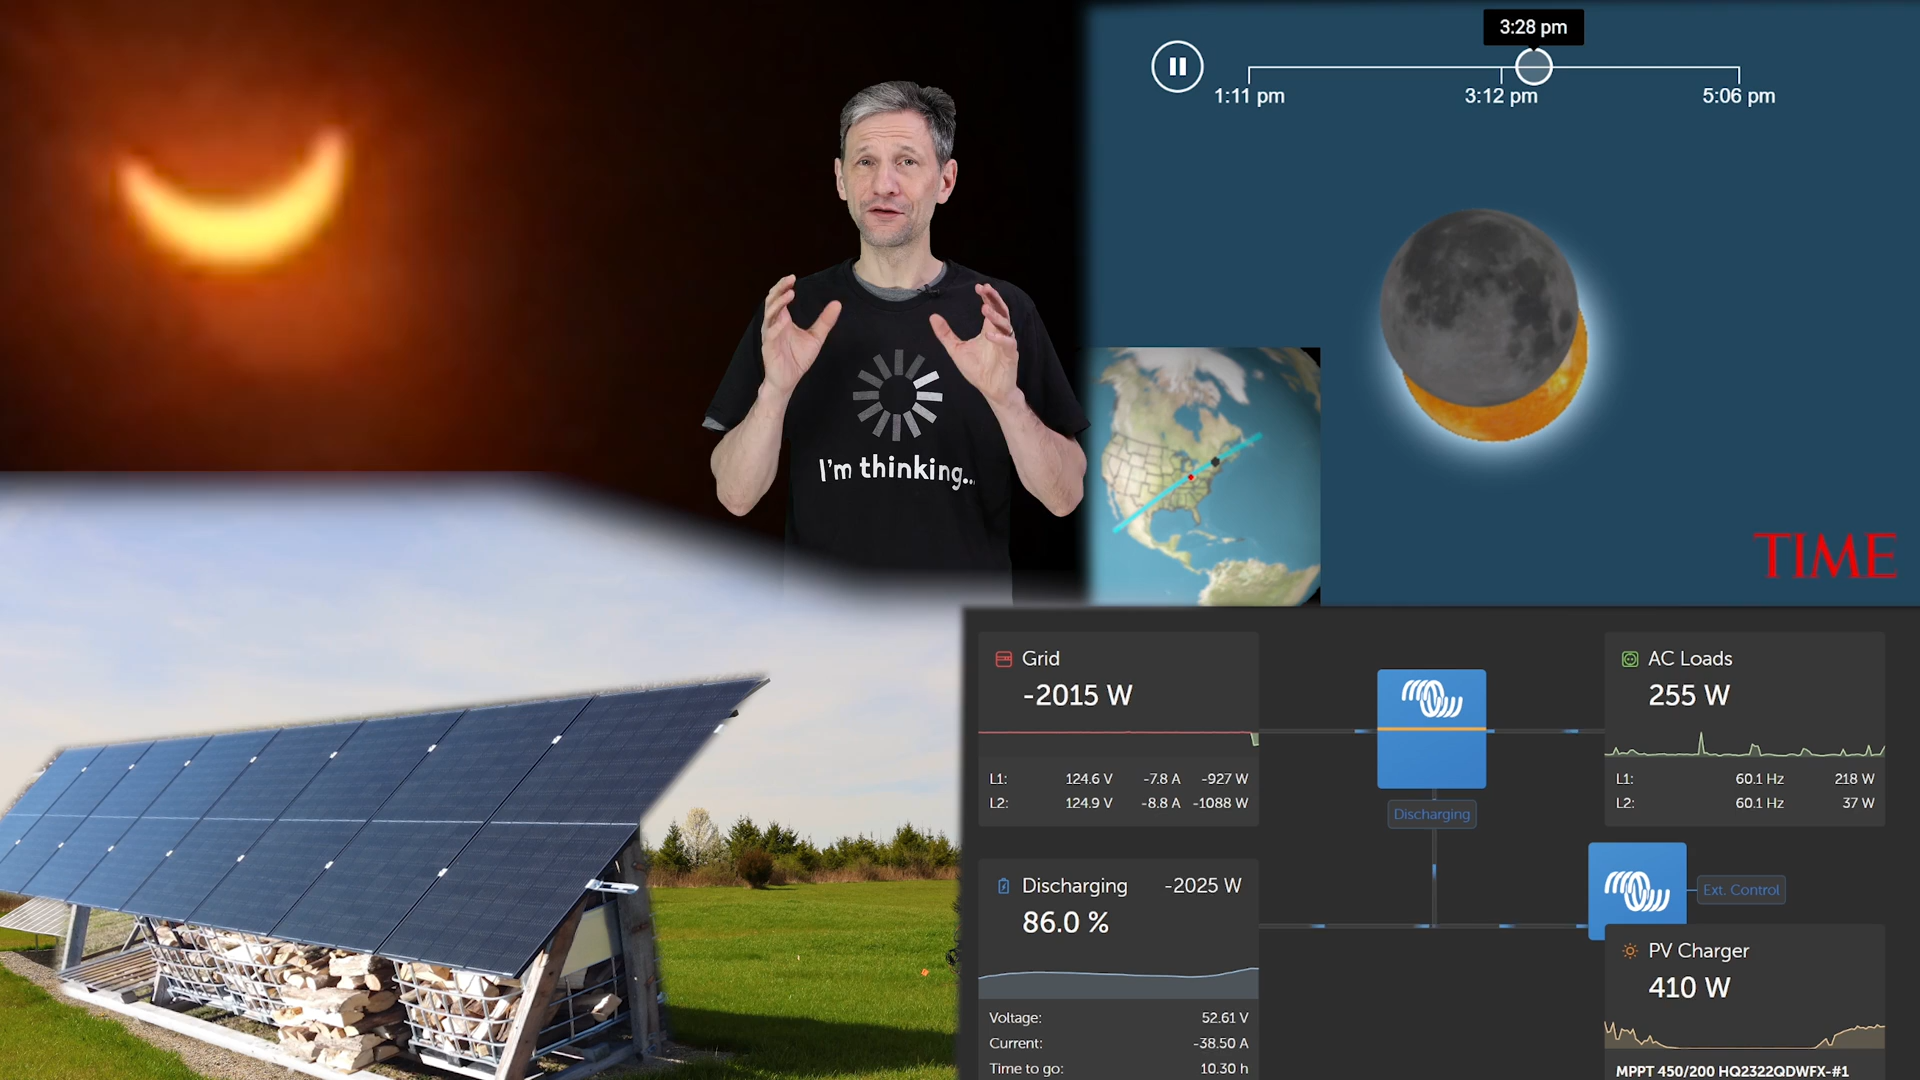 3:28 pm
1:11 pm
3:12 pm
5:06 pm
I'm thinking...
TIME
Grid
-2015 W
L1: 124.6 V -7.8 A -927 W
L2: 124.9 V -8.8 A -1088 W
Discharging
AC Loads
255 W
L1: 60.1 Hz 218 W
L2: 60.1 Hz 37 W
Discharging -2025 W
86.0 %
Voltage: 52.61 V
Current: -38.50 A
Time to go: 10.30 h
Ext. Control
PV Charger
410 W
MPPT 450/200 HQ2322QDWFX-#1